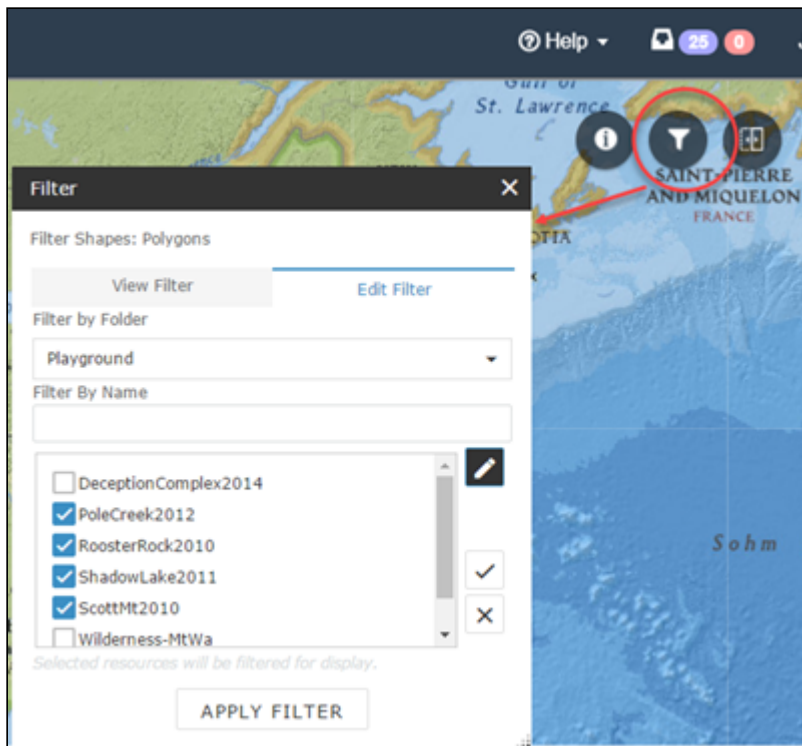 Help
25 0
Gulf of
St. Lawrence
SAINT-PIERRE
AND MIQUELON
FRANCE
OTIA
Filter
Filter Shapes: Polygons
View Filter
Edit Filter
Filter by Folder
Playground
Filter By Name
DeceptionComplex2014
PoleCreek2012
RoosterRock2010
ShadowLake2011
ScottMt2010
Wilderness-MtWa
Selected resources will be filtered for display.
APPLY FILTER
Sohm